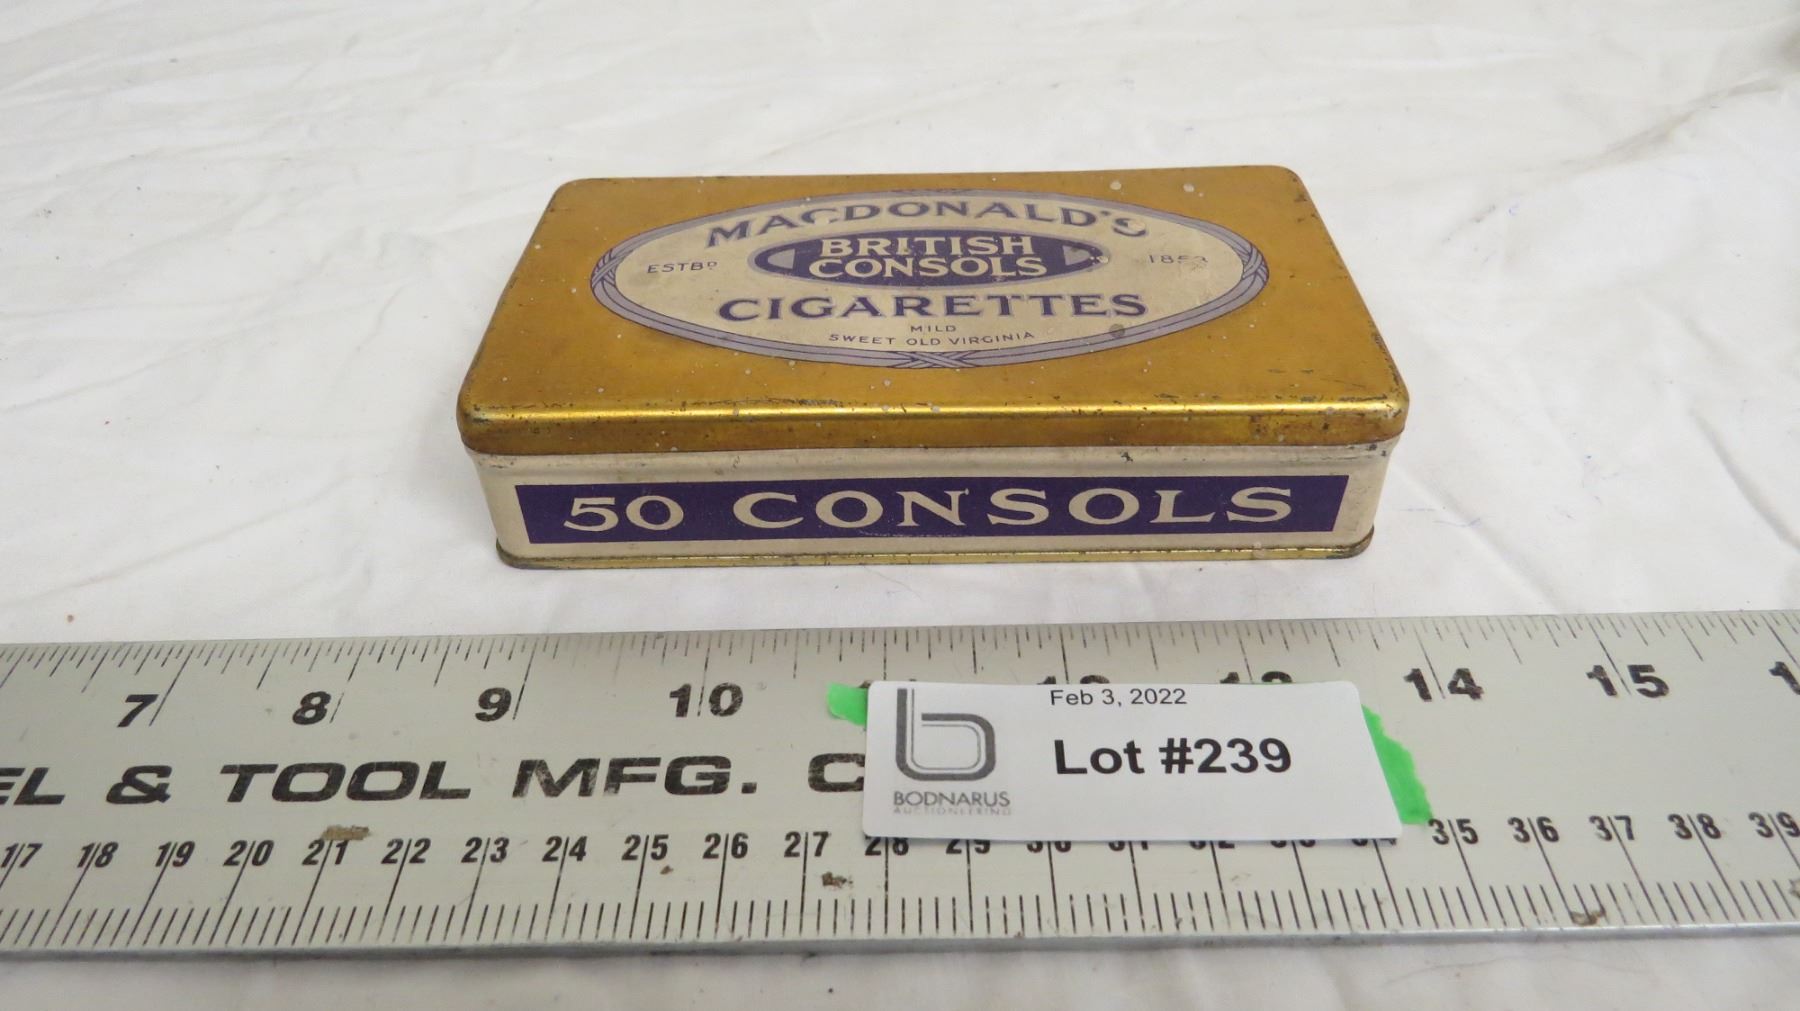 MACDONALD'S
BRITISH
CONSOLS
ESTBD
CIGARETTES
MILD
SWEET OLD VIRGINIA
50 CONSOLS
7 8 9 10 14 15
& TOOL MFG.
Feb 3, 2022
Lot #239
BODNARUS
AUCTIONEERING
17 18 19 20 21 22 23 24 25 26 27 28 29 35 36 37 38 39